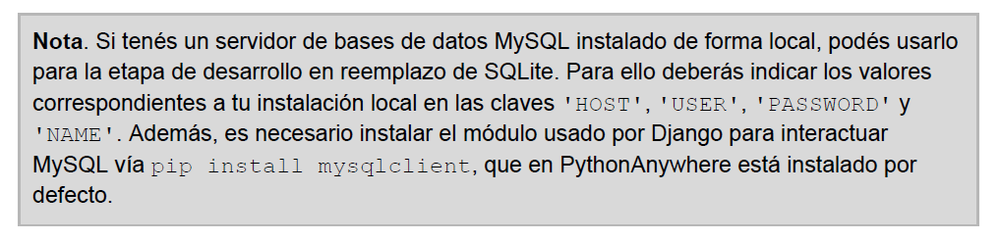 Nota. Si tenés un servidor de bases de datos MySQL instalado de forma local, podés usarlo
para la etapa de desarrollo en reemplazo de SQLite. Para ello deberás indicar los valores
correspondientes a tu instalación local en las claves 'HOST', 'USER', 'PASSWORD' y
'NAME'. Además, es necesario instalar el módulo usado por Django para interactuar
MySQL vía pip install mysqlclient, que en PythonAnywhere está instalado por
defecto.